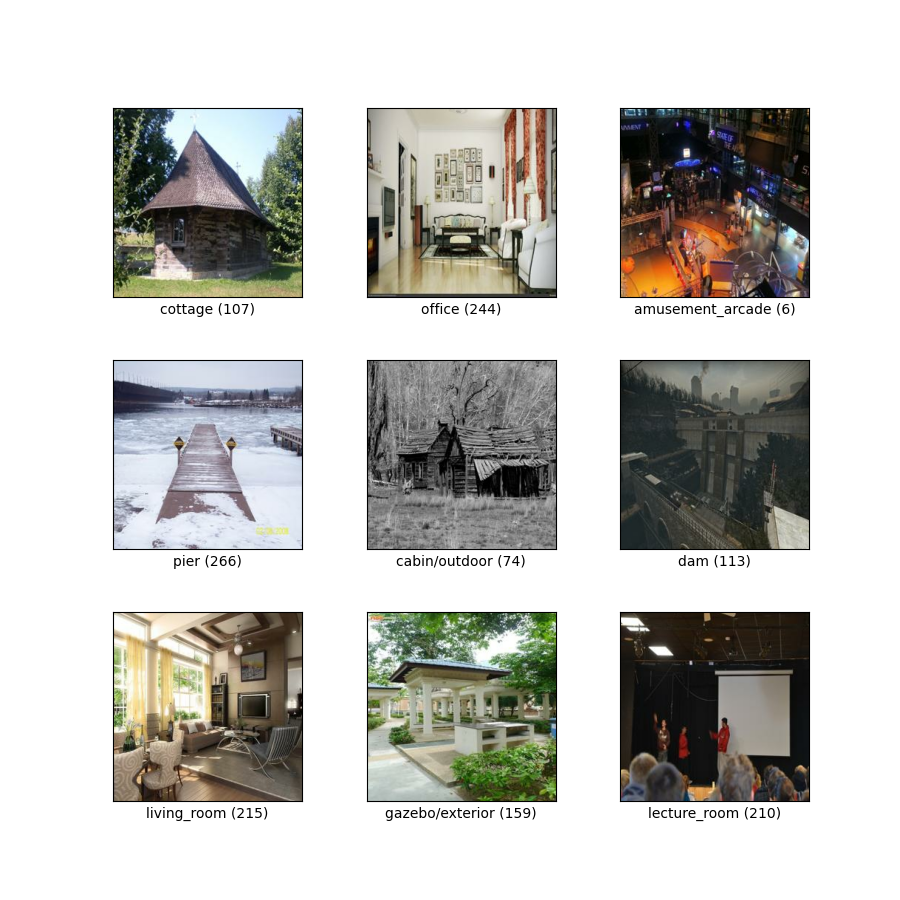 cottage (107)
office (244)
amusement_arcade (6)
pier (266)
cabin/outdoor (74)
dam (113)
living_room (215)
gazebo/exterior (159)
lecture_room (210)